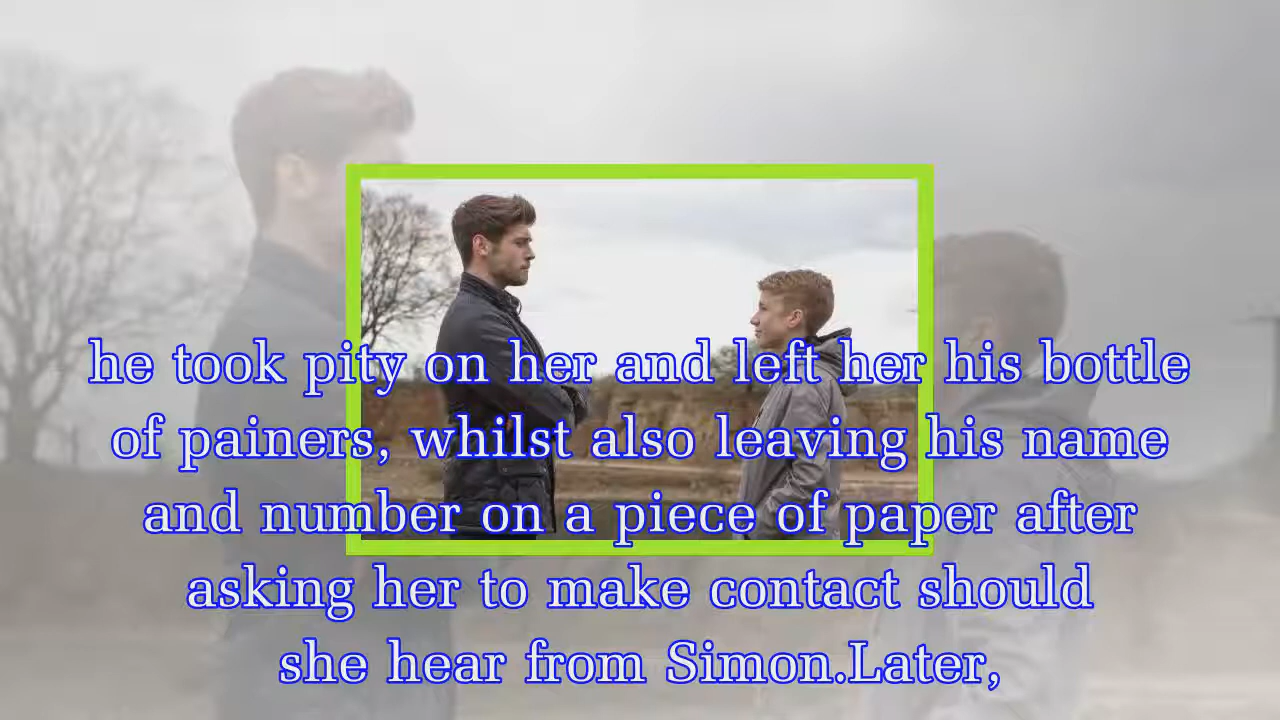 he took pity on her and left her his bottle
of painers, whilst also leaving his name
and number on a piece of paper after
asking her to make contact should
she hear from Simon.Later,